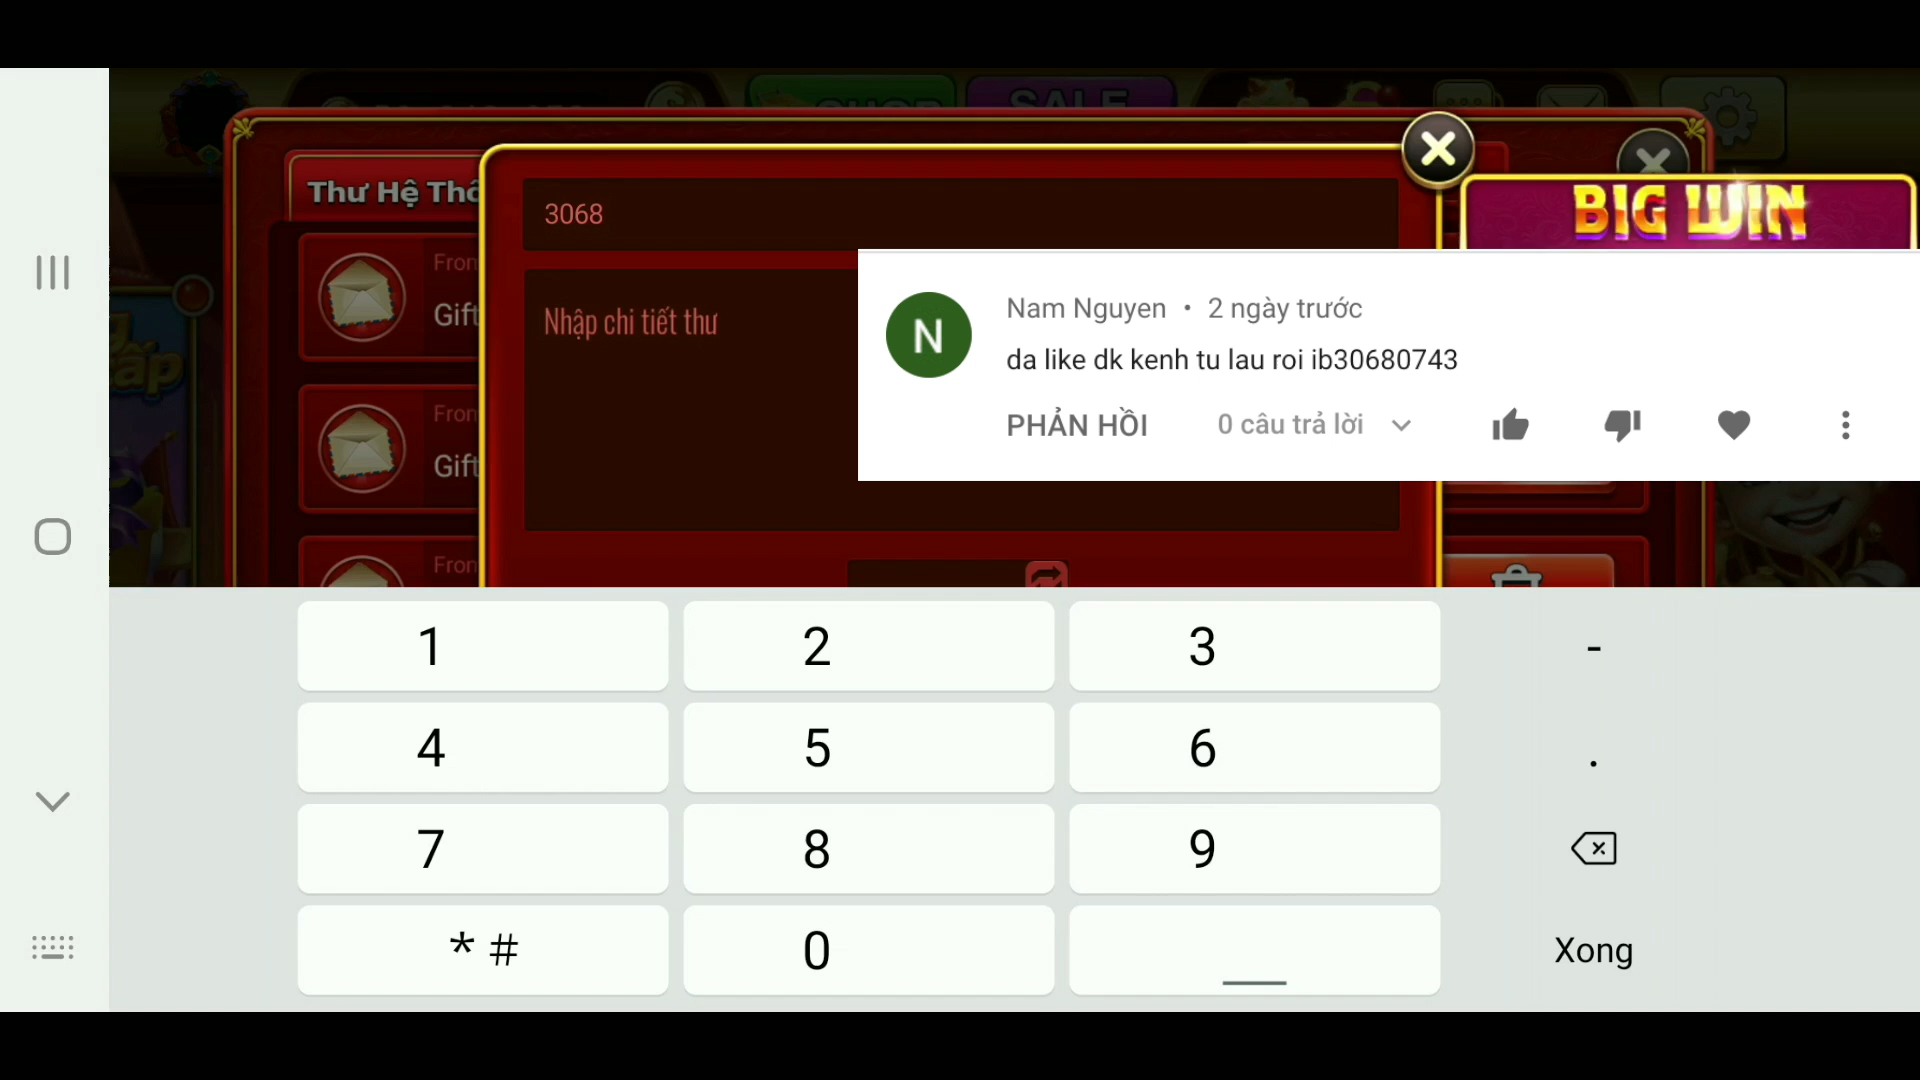 SHOP
SALE
Thư Hệ Thố
3068
BIG WIN
From
Gift
Nhập chi tiết thư
N
Nam Nguyen • 2 ngày trước
da like dk kenh tu lau roi ib30680743
PHẢN HỒI 0 câu trả lời
From
Gift
From
1 2 3 -
4 5 6 .
7 8 9
* # 0
Xong